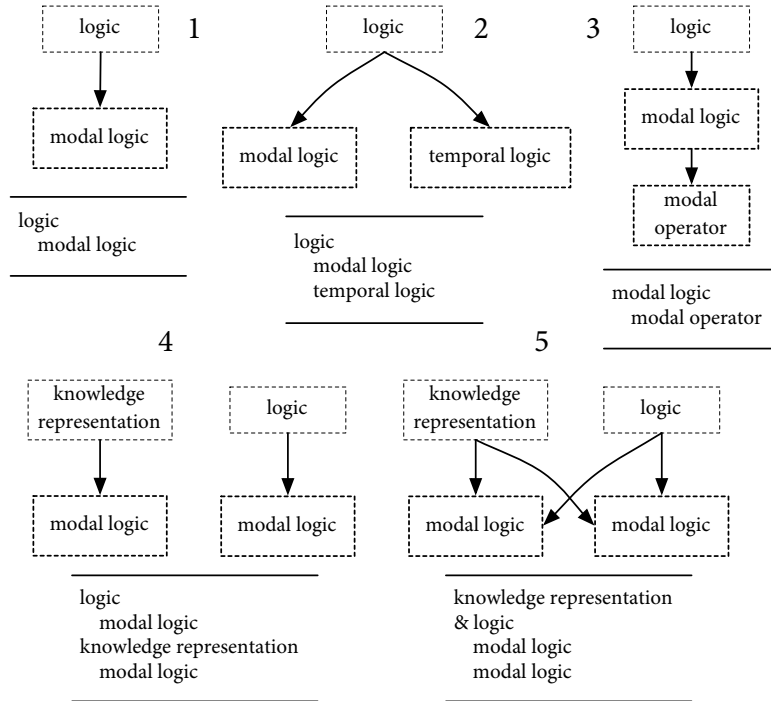 logic
1
modal logic
logic
modal logic
logic
2
modal logic
temporal logic
logic
modal logic
temporal logic
3
logic
modal logic
modal
operator
modal logic
modal operator
4
knowledge
representation
logic
modal logic
modal logic
logic
modal logic
knowledge representation
modal logic
5
knowledge
representation
logic
modal logic
modal logic
knowledge representation
& logic
modal logic
modal logic